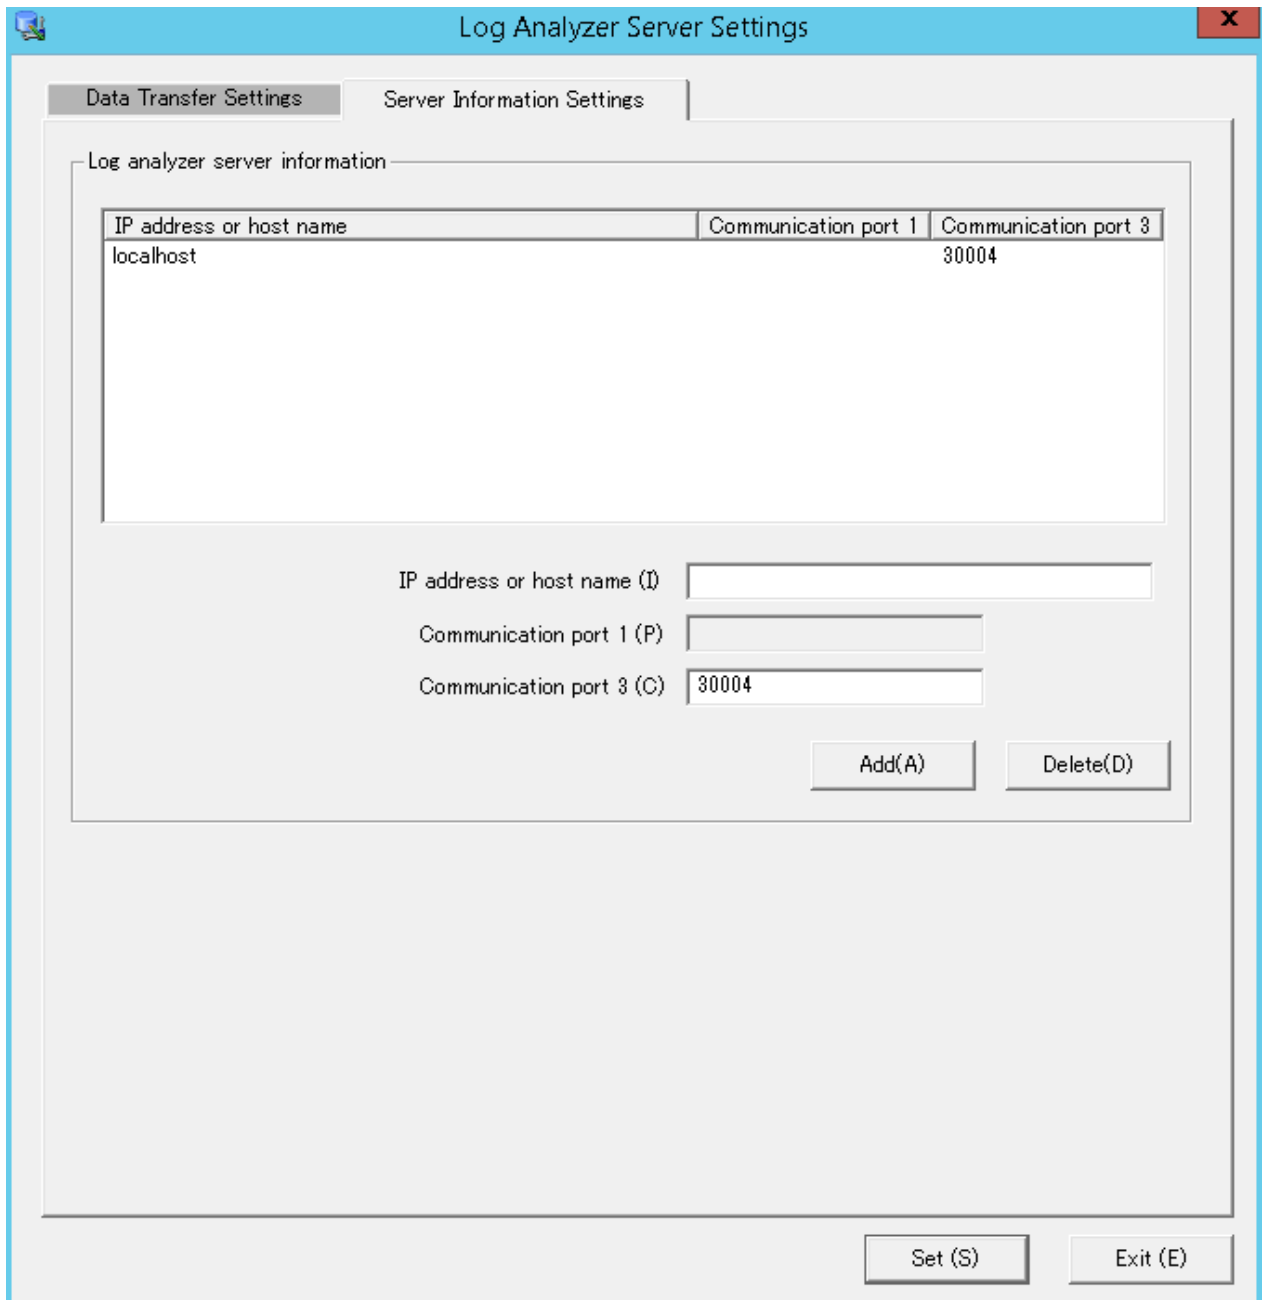 Log Analyzer Server Settings
x
Data Transfer Settings
Server Information Settings
Log analyzer server information
IP address or host name Communication port 1 Communication port 3
localhost 30004
IP address or host name (I)
Communication port 1 (P)
Communication port 3 (C) 30004
Add(A) Delete(D)
Set (S) Exit (E)